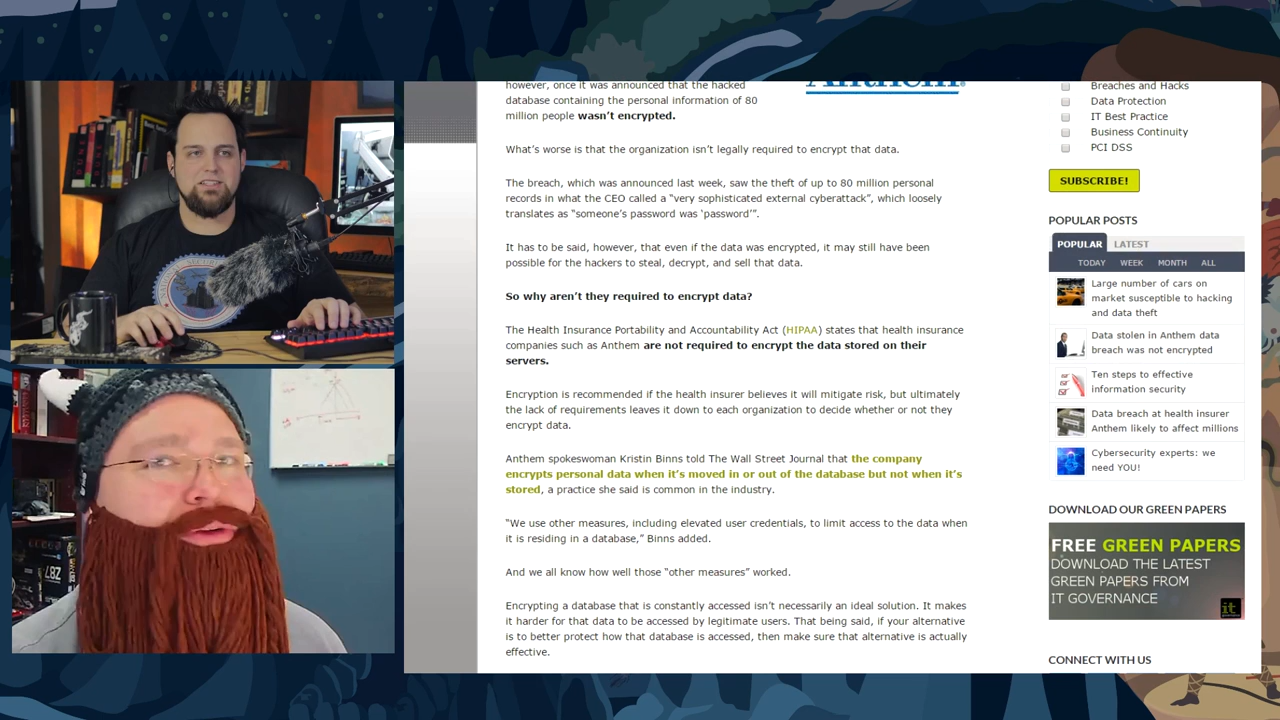 however, once it was announced that the hacked
database containing the personal information of 80
million people wasn't encrypted.
Anthem
What's worse is that the organization isn't legally required to encrypt that data.
The breach, which was announced last week, saw the theft of up to 80 million personal
records in what the CEO called a “very sophisticated external cyberattack”, which loosely
translates as “someone's password was ‘password’”.
It has to be said, however, that even if the data was encrypted, it may still have been
possible for the hackers to steal, decrypt, and sell that data.
So why aren't they required to encrypt data?
The Health Insurance Portability and Accountability Act (HIPAA) states that health insurance
companies such as Anthem are not required to encrypt the data stored on their
servers.
Encryption is recommended if the health insurer believes it will mitigate risk, but ultimately
the lack of requirements leaves it down to each organization to decide whether or not they
encrypt data.
Anthem spokeswoman Kristin Binns told The Wall Street Journal that the company
encrypts personal data when it's moved in or out of the database but not when it's
stored, a practice she said is common in the industry.
“We use other measures, including elevated user credentials, to limit access to the data when
it is residing in a database,” Binns added.
And we all know how well those “other measures” worked.
Encrypting a database that is constantly accessed isn't necessarily an ideal solution. It makes
it harder for that data to be accessed by legitimate users. That being said, if your alternative
is to better protect how that database is accessed, then make sure that alternative is actually
effective.
Breaches and Hacks
Data Protection
IT Best Practice
Business Continuity
PCI DSS
SUBSCRIBE!
POPULAR POSTS
POPULAR LATEST
TODAY WEEK MONTH ALL
Large number of cars on
market susceptible to hacking
and data theft
Data stolen in Anthem data
breach was not encrypted
Ten steps to effective
information security
Data breach at health insurer
Anthem likely to affect millions
Cybersecurity experts: we
need YOU!
DOWNLOAD OUR GREEN PAPERS
FREE GREEN PAPERS
DOWNLOAD THE LATEST
GREEN PAPERS FROM
IT GOVERNANCE
it
CONNECT WITH US